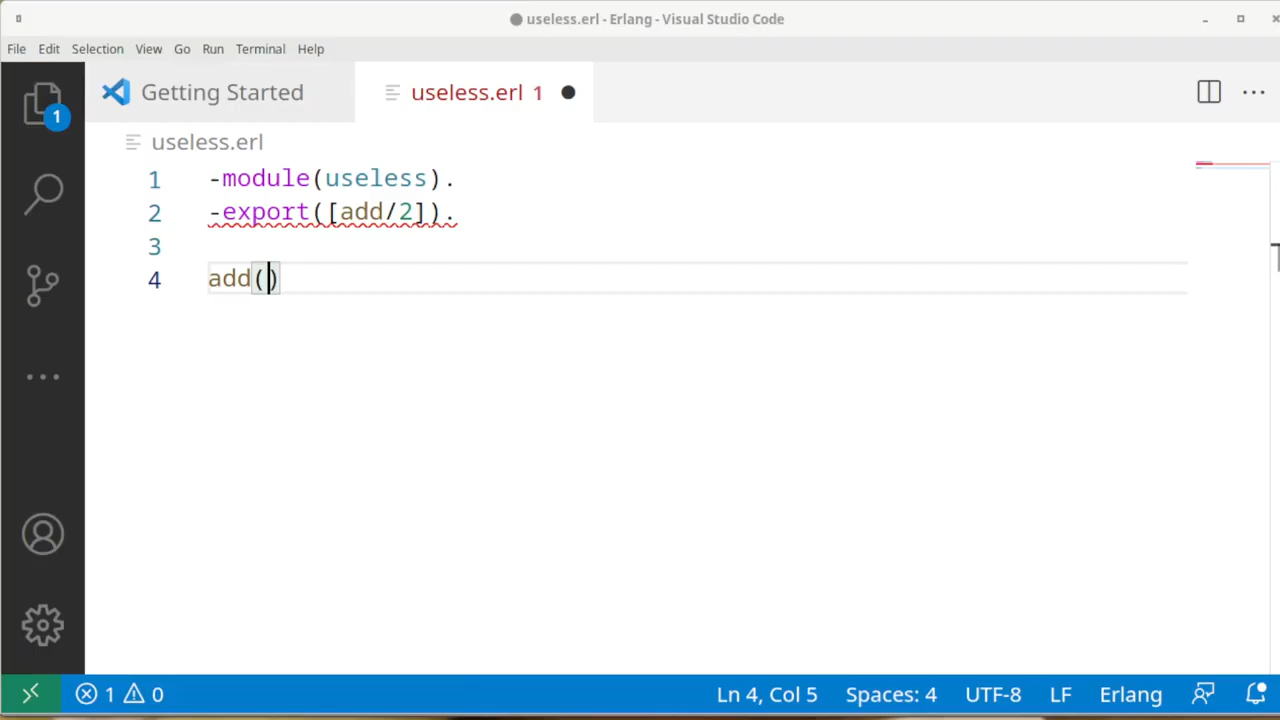 useless.erl - Erlang - Visual Studio Code
File Edit Selection View Go Run Terminal Help
Getting Started
useless.erl 1
1
useless.erl
1 -module(useless).
2 -export([add/2]).
3
4 add()
1 0 Ln 4, Col 5 Spaces: 4 UTF-8 LF Erlang